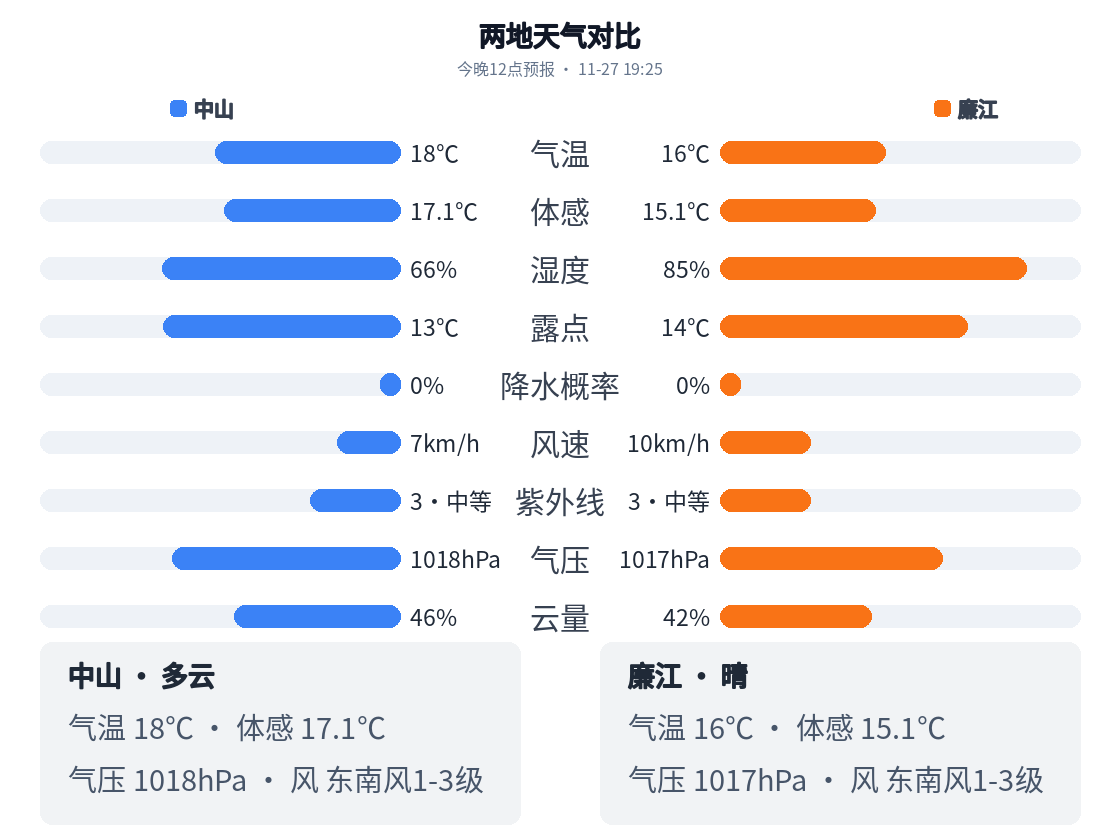 两地天气对比
今晚12点预报 · 11-27 19:25
中山 廉江
18℃ 气温 16℃
17.1℃ 体感 15.1℃
66% 湿度 85%
13℃ 露点 14℃
0% 降水概率 0%
7km/h 风速 10km/h
3·中等 紫外线 3·中等
1018hPa 气压 1017hPa
46% 云量 42%
中山 · 多云
气温 18℃ · 体感 17.1℃
气压 1018hPa · 风 东南风1-3级
廉江 · 晴
气温 16℃ · 体感 15.1℃
气压 1017hPa · 风 东南风1-3级